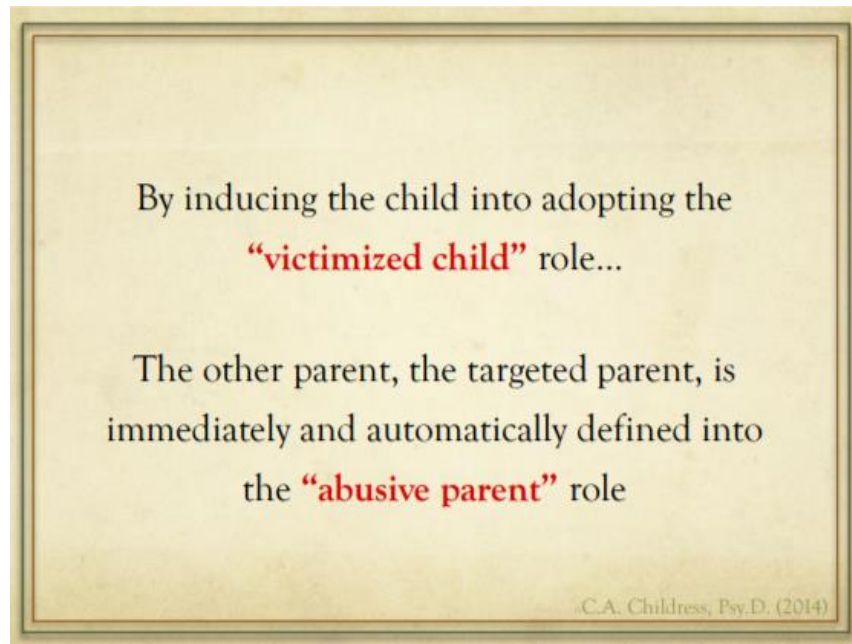 By inducing the child into adopting the
“victimized child” role...
The other parent, the targeted parent, is
immediately and automatically defined into
the “abusive parent” role
C.A. Childress, Psy.D. (2014)